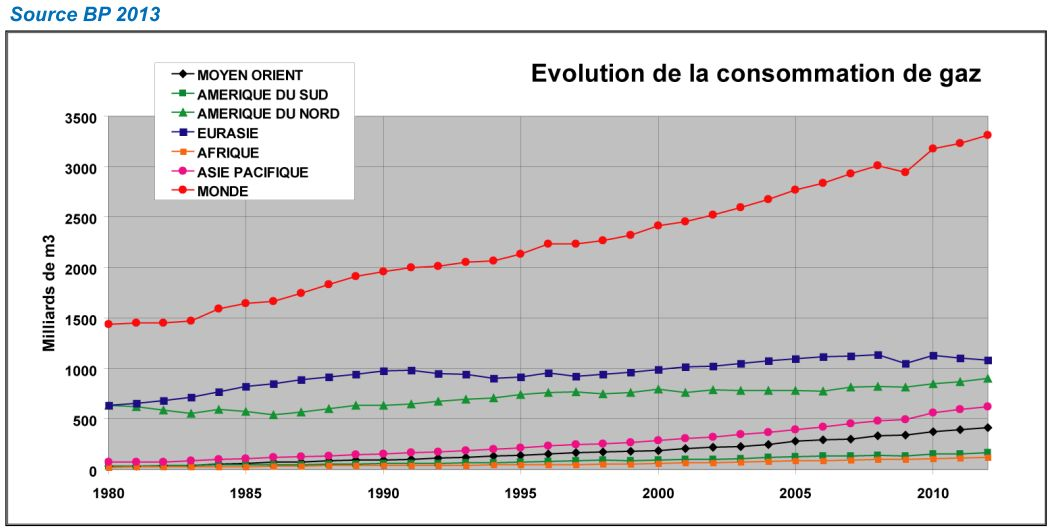 Source BP 2013
Evolution de la consommation de gaz
MOYEN ORIENT
AMERIQUE DU SUD
AMERIQUE DU NORD
EURASIE
AFRIQUE
ASIE PACIFIQUE
MONDE
Milliards de m3
3500
3000
2500
2000
1500
1000
500
0
1980 1985 1990 1995 2000 2005 2010